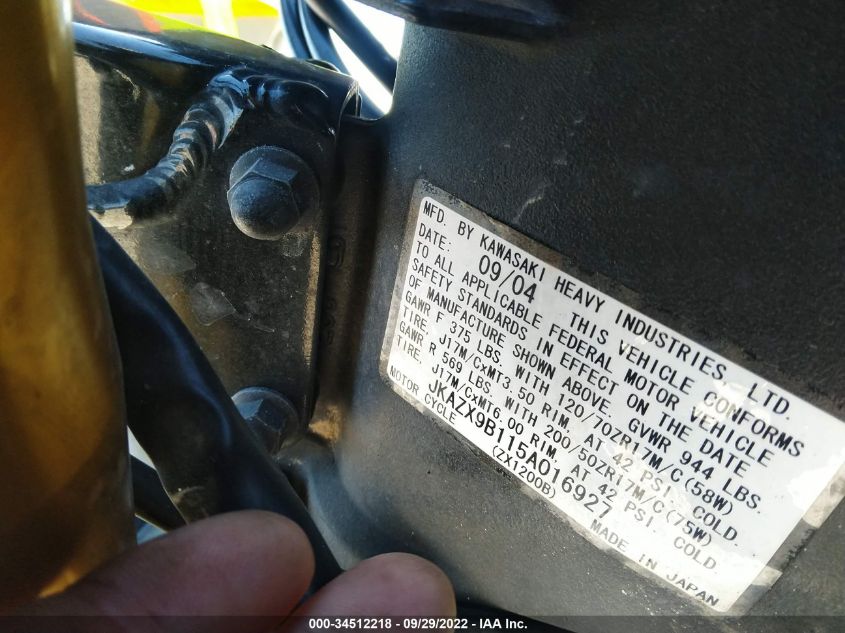 MFD. BY KAWASAKI HEAVY INDUSTRIES, LTD.
DATE: 09/04 THIS VEHICLE CONFORMS
TO ALL APPLICABLE FEDERAL MOTOR VEHICLE
SAFETY STANDARDS IN EFFECT ON THE DATE
OF MANUFACTURE SHOWN ABOVE. GVWR 944 LBS.
GAWR F 375 LBS. WITH 120/70ZR17M/C(58W)
TIRE, J17M/CxMT3.50 RIM, AT 42 PSI. COLD.
GAWR R 569 LBS. WITH 200/50ZR17M/C(75W)
TIRE, J17M/CxMT6.00 RIM, AT 42 PSI. COLD
MOTOR CYCLE JKAZX9B115A016927
(ZX1200B) MADE IN JAPAN
000-34512218 - 09/29/2022 - IAA Inc.